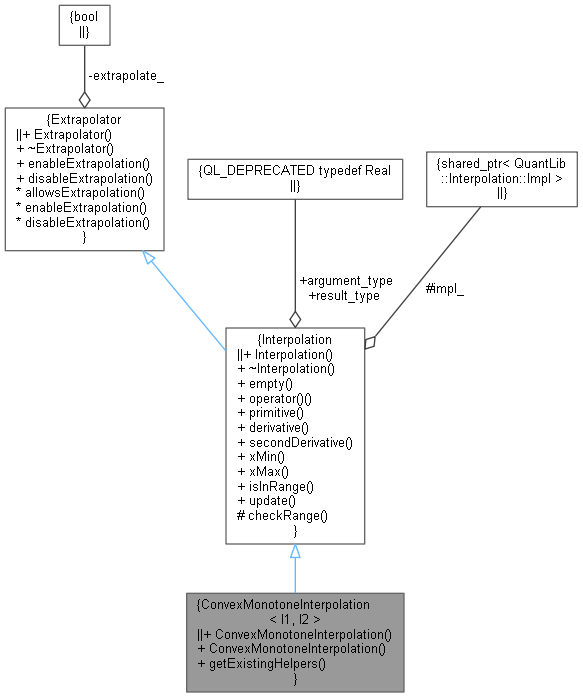 {bool
||}
-extrapolate_
{Extrapolator
||+ Extrapolator()
+ ~Extrapolator()
+ enableExtrapolation()
+ disableExtrapolation()
* allowsExtrapolation()
* enableExtrapolation()
* disableExtrapolation()
}
{QL_DEPRECATED typedef Real
||}
{shared_ptr< QuantLib
::Interpolation::Impl >
||}
+argument_type
+result_type
#impl_
{Interpolation
||+ Interpolation()
+ ~Interpolation()
+ empty()
+ operator()()
+ primitive()
+ derivative()
+ secondDerivative()
+ xMin()
+ xMax()
+ isInRange()
+ update()
# checkRange()
}
{ConvexMonotoneInterpolation
< I1, I2 >
||+ ConvexMonotoneInterpolation()
+ ConvexMonotoneInterpolation()
+ getExistingHelpers()
}